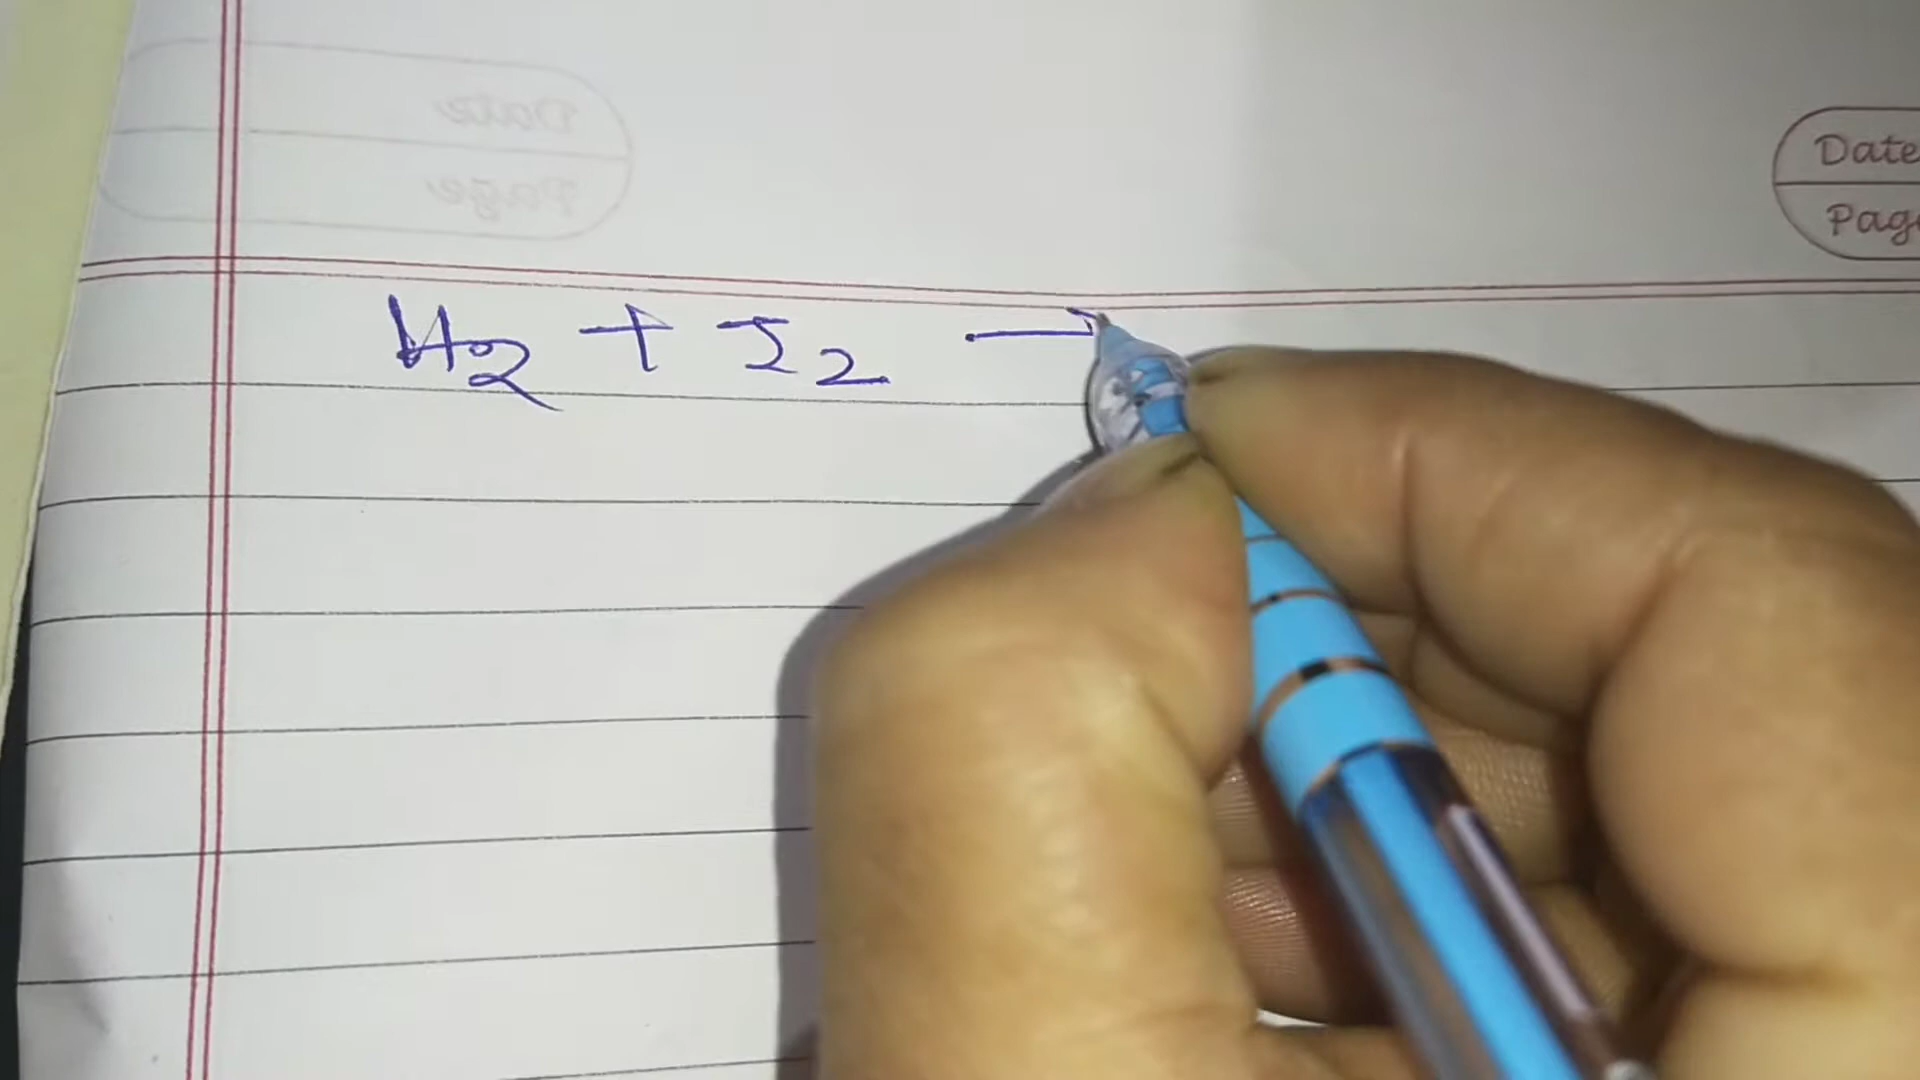 Date
Page
H₂ + I₂ →